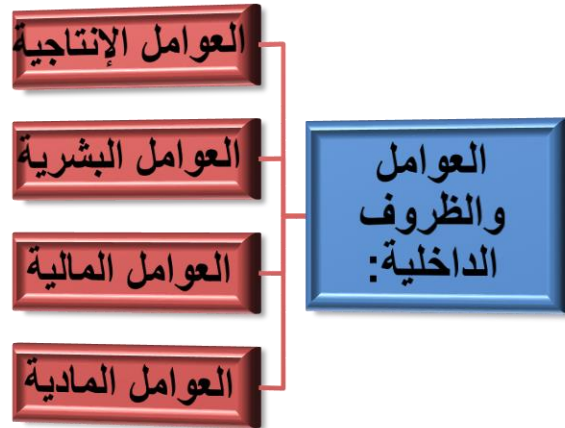 العوامل
والظروف
الداخلية:
العوامل الإنتاجية
العوامل البشرية
العوامل المالية
العوامل المادية